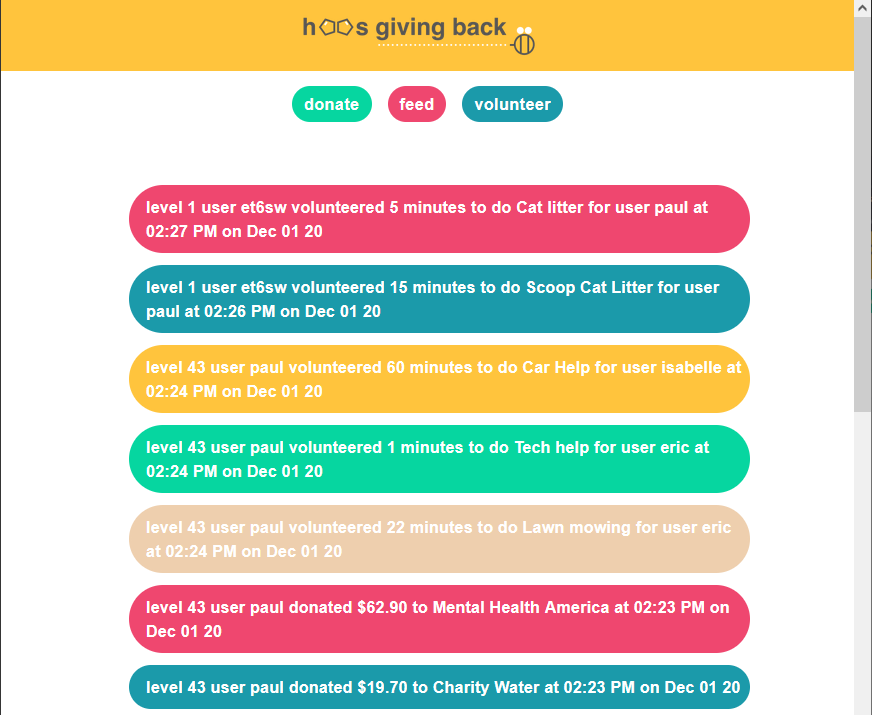 hoos giving back
donate feed volunteer
level 1 user et6sw volunteered 5 minutes to do Cat litter for user paul at
02:27 PM on Dec 01 20
level 1 user et6sw volunteered 15 minutes to do Scoop Cat Litter for user
paul at 02:26 PM on Dec 01 20
level 43 user paul volunteered 60 minutes to do Car Help for user isabelle at
02:24 PM on Dec 01 20
level 43 user paul volunteered 1 minutes to do Tech help for user eric at
02:24 PM on Dec 01 20
level 43 user paul volunteered 22 minutes to do Lawn mowing for user eric
at 02:24 PM on Dec 01 20
level 43 user paul donated $62.90 to Mental Health America at 02:23 PM on
Dec 01 20
level 43 user paul donated $19.70 to Charity Water at 02:23 PM on Dec 01 20